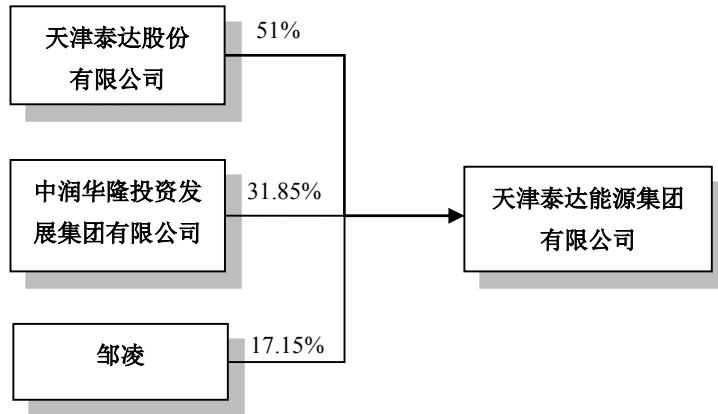 天津泰达股份
有限公司
51%
中润华隆投资发
展集团有限公司
31.85%
天津泰达能源集团
有限公司
邹凌
17.15%